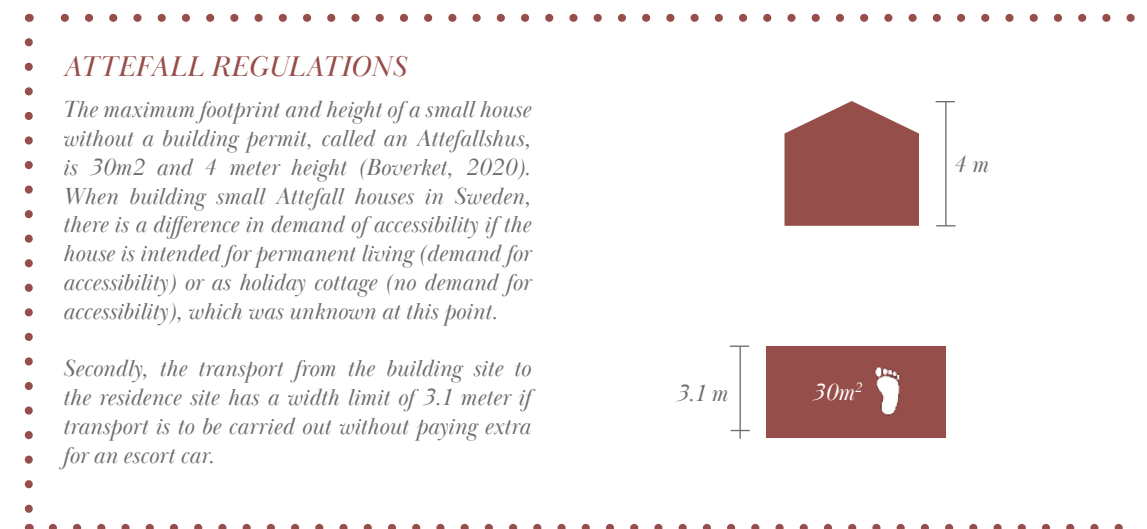 ATTEFALL REGULATIONS
The maximum footprint and height of a small house
without a building permit, called an Attefallshus,
is 30m2 and 4 meter height (Boverket, 2020).
When building small Attefall houses in Sweden,
there is a difference in demand of accessibility if the
house is intended for permanent living (demand for
accessibility) or as holiday cottage (no demand for
accessibility), which was unknown at this point.
Secondly, the transport from the building site to
the residence site has a width limit of 3.1 meter if
transport is to be carried out without paying extra
for an escort car.
4 m
3.1 m
30m²